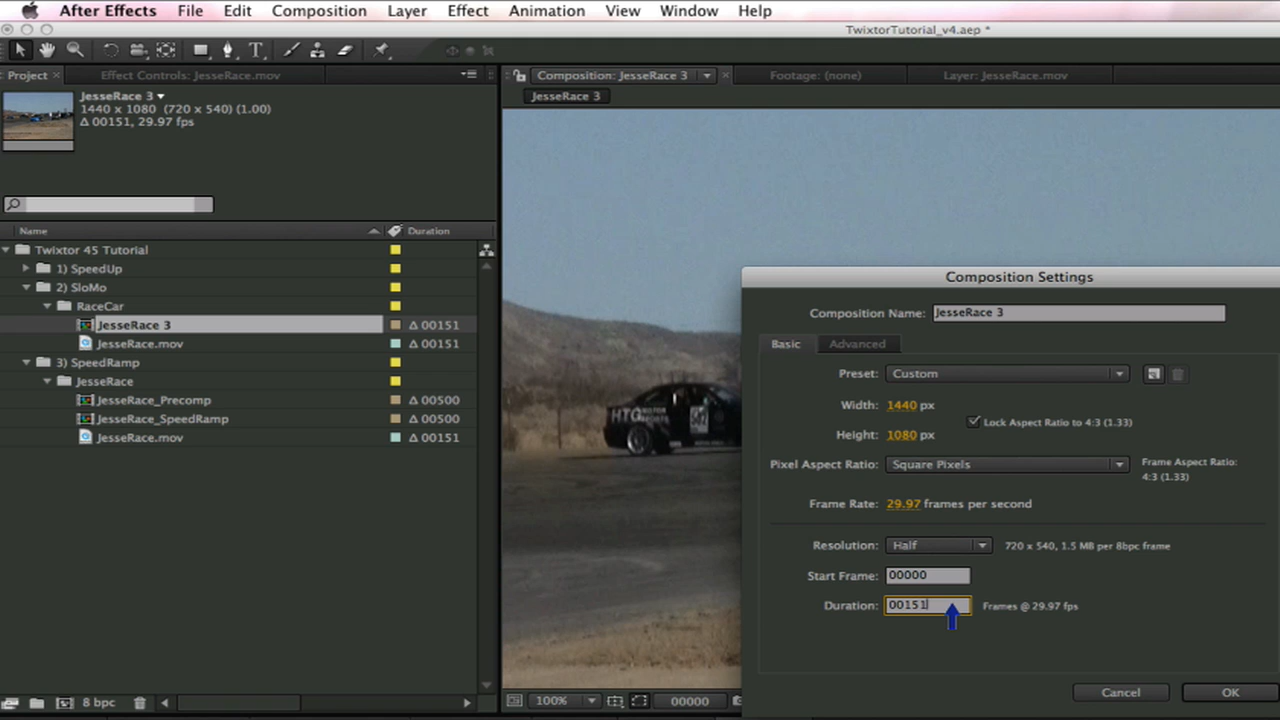 After Effects File Edit Composition Layer Effect Animation View Window Help
TwixtorTutorial_v4.aep *
Project × Effect Controls: JesseRace.mov
Composition: JesseRace 3 × Footage: (none) Layer: JesseRace.mov
JesseRace 3
JesseRace 3
1440 x 1080 (720 x 540) (1.00)
Δ 00151, 29.97 fps
Name Duration
Twixtor 45 Tutorial
1) SpeedUp
2) SloMo
RaceCar
JesseRace 3 Δ 00151
JesseRace.mov Δ 00151
3) SpeedRamp
JesseRace
JesseRace_Precomp Δ 00500
JesseRace_SpeedRamp Δ 00500
JesseRace.mov Δ 00151
8 bpc
HTG MOTOR SPORTS
100% 00000
Composition Settings
Composition Name: JesseRace 3
Basic Advanced
Preset: Custom
Width: 1440 px
Lock Aspect Ratio to 4:3 (1.33)
Height: 1080 px
Pixel Aspect Ratio: Square Pixels
Frame Aspect Ratio:
4:3 (1.33)
Frame Rate: 29.97 frames per second
Resolution: Half 720 x 540, 1.5 MB per 8bpc frame
Start Frame: 00000
Duration: 00151 Frames @ 29.97 fps
Cancel OK